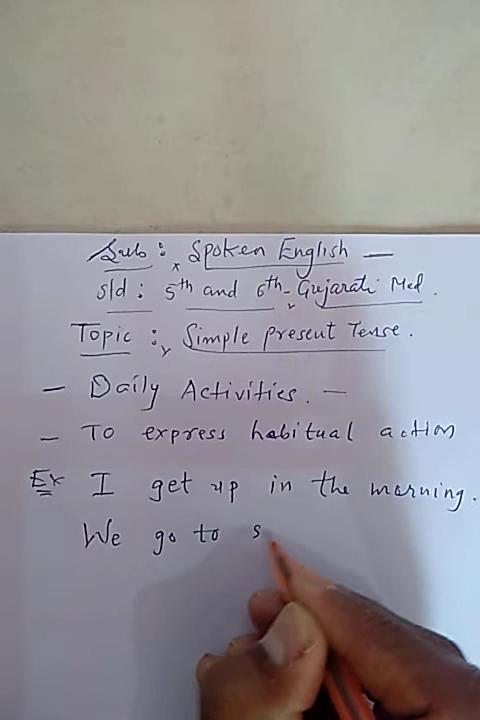 Sub : Spoken English —
Std : 5th and 6th - Gujarati Med.
Topic : Simple present Tense.
— Daily Activities. —
— To express habitual action
Ex I get up in the morning.
We go to s